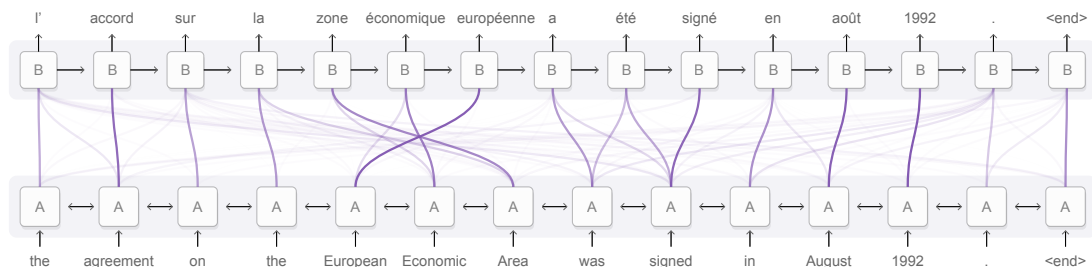 l' accord sur la zone économique européenne a été signé en août 1992 . <end>
B B B B B B B B B B B B B B B
A A A A A A A A A A A A A A
the agreement on the European Economic Area was signed in August 1992 . <end>